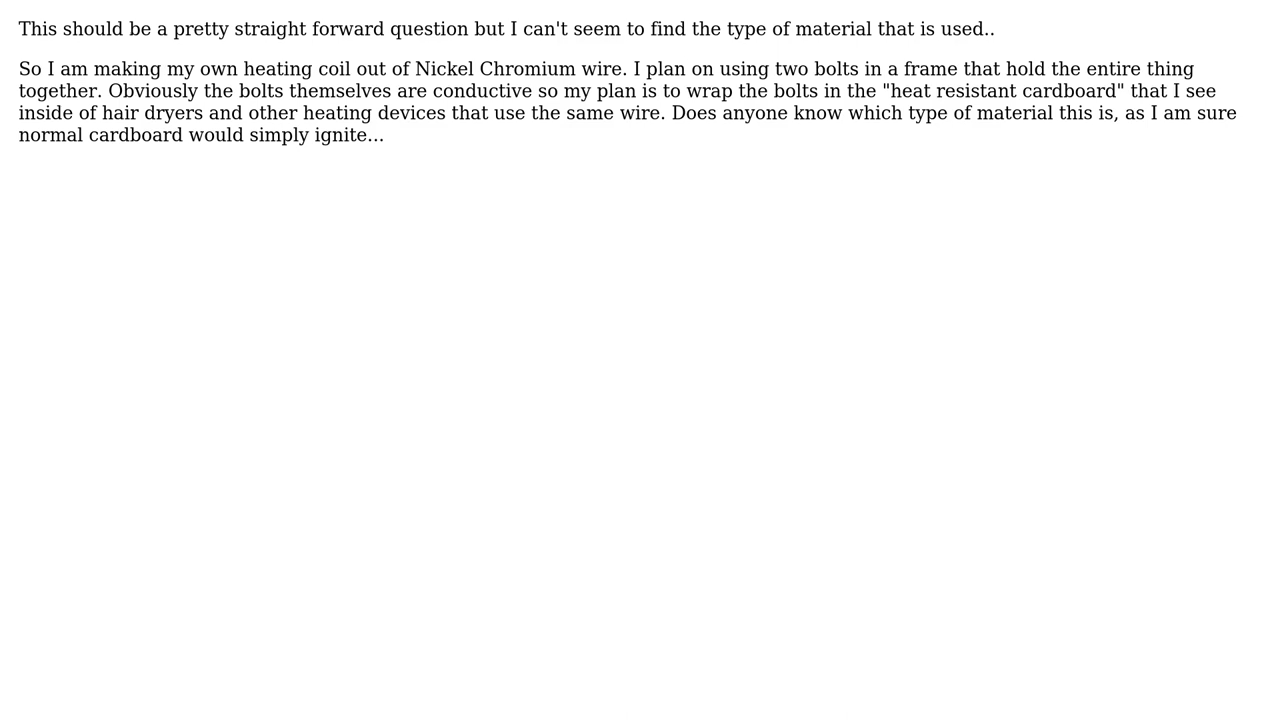 This should be a pretty straight forward question but I can't seem to find the type of material that is used..
So I am making my own heating coil out of Nickel Chromium wire. I plan on using two bolts in a frame that hold the entire thing
together. Obviously the bolts themselves are conductive so my plan is to wrap the bolts in the "heat resistant cardboard" that I see
inside of hair dryers and other heating devices that use the same wire. Does anyone know which type of material this is, as I am sure
normal cardboard would simply ignite...